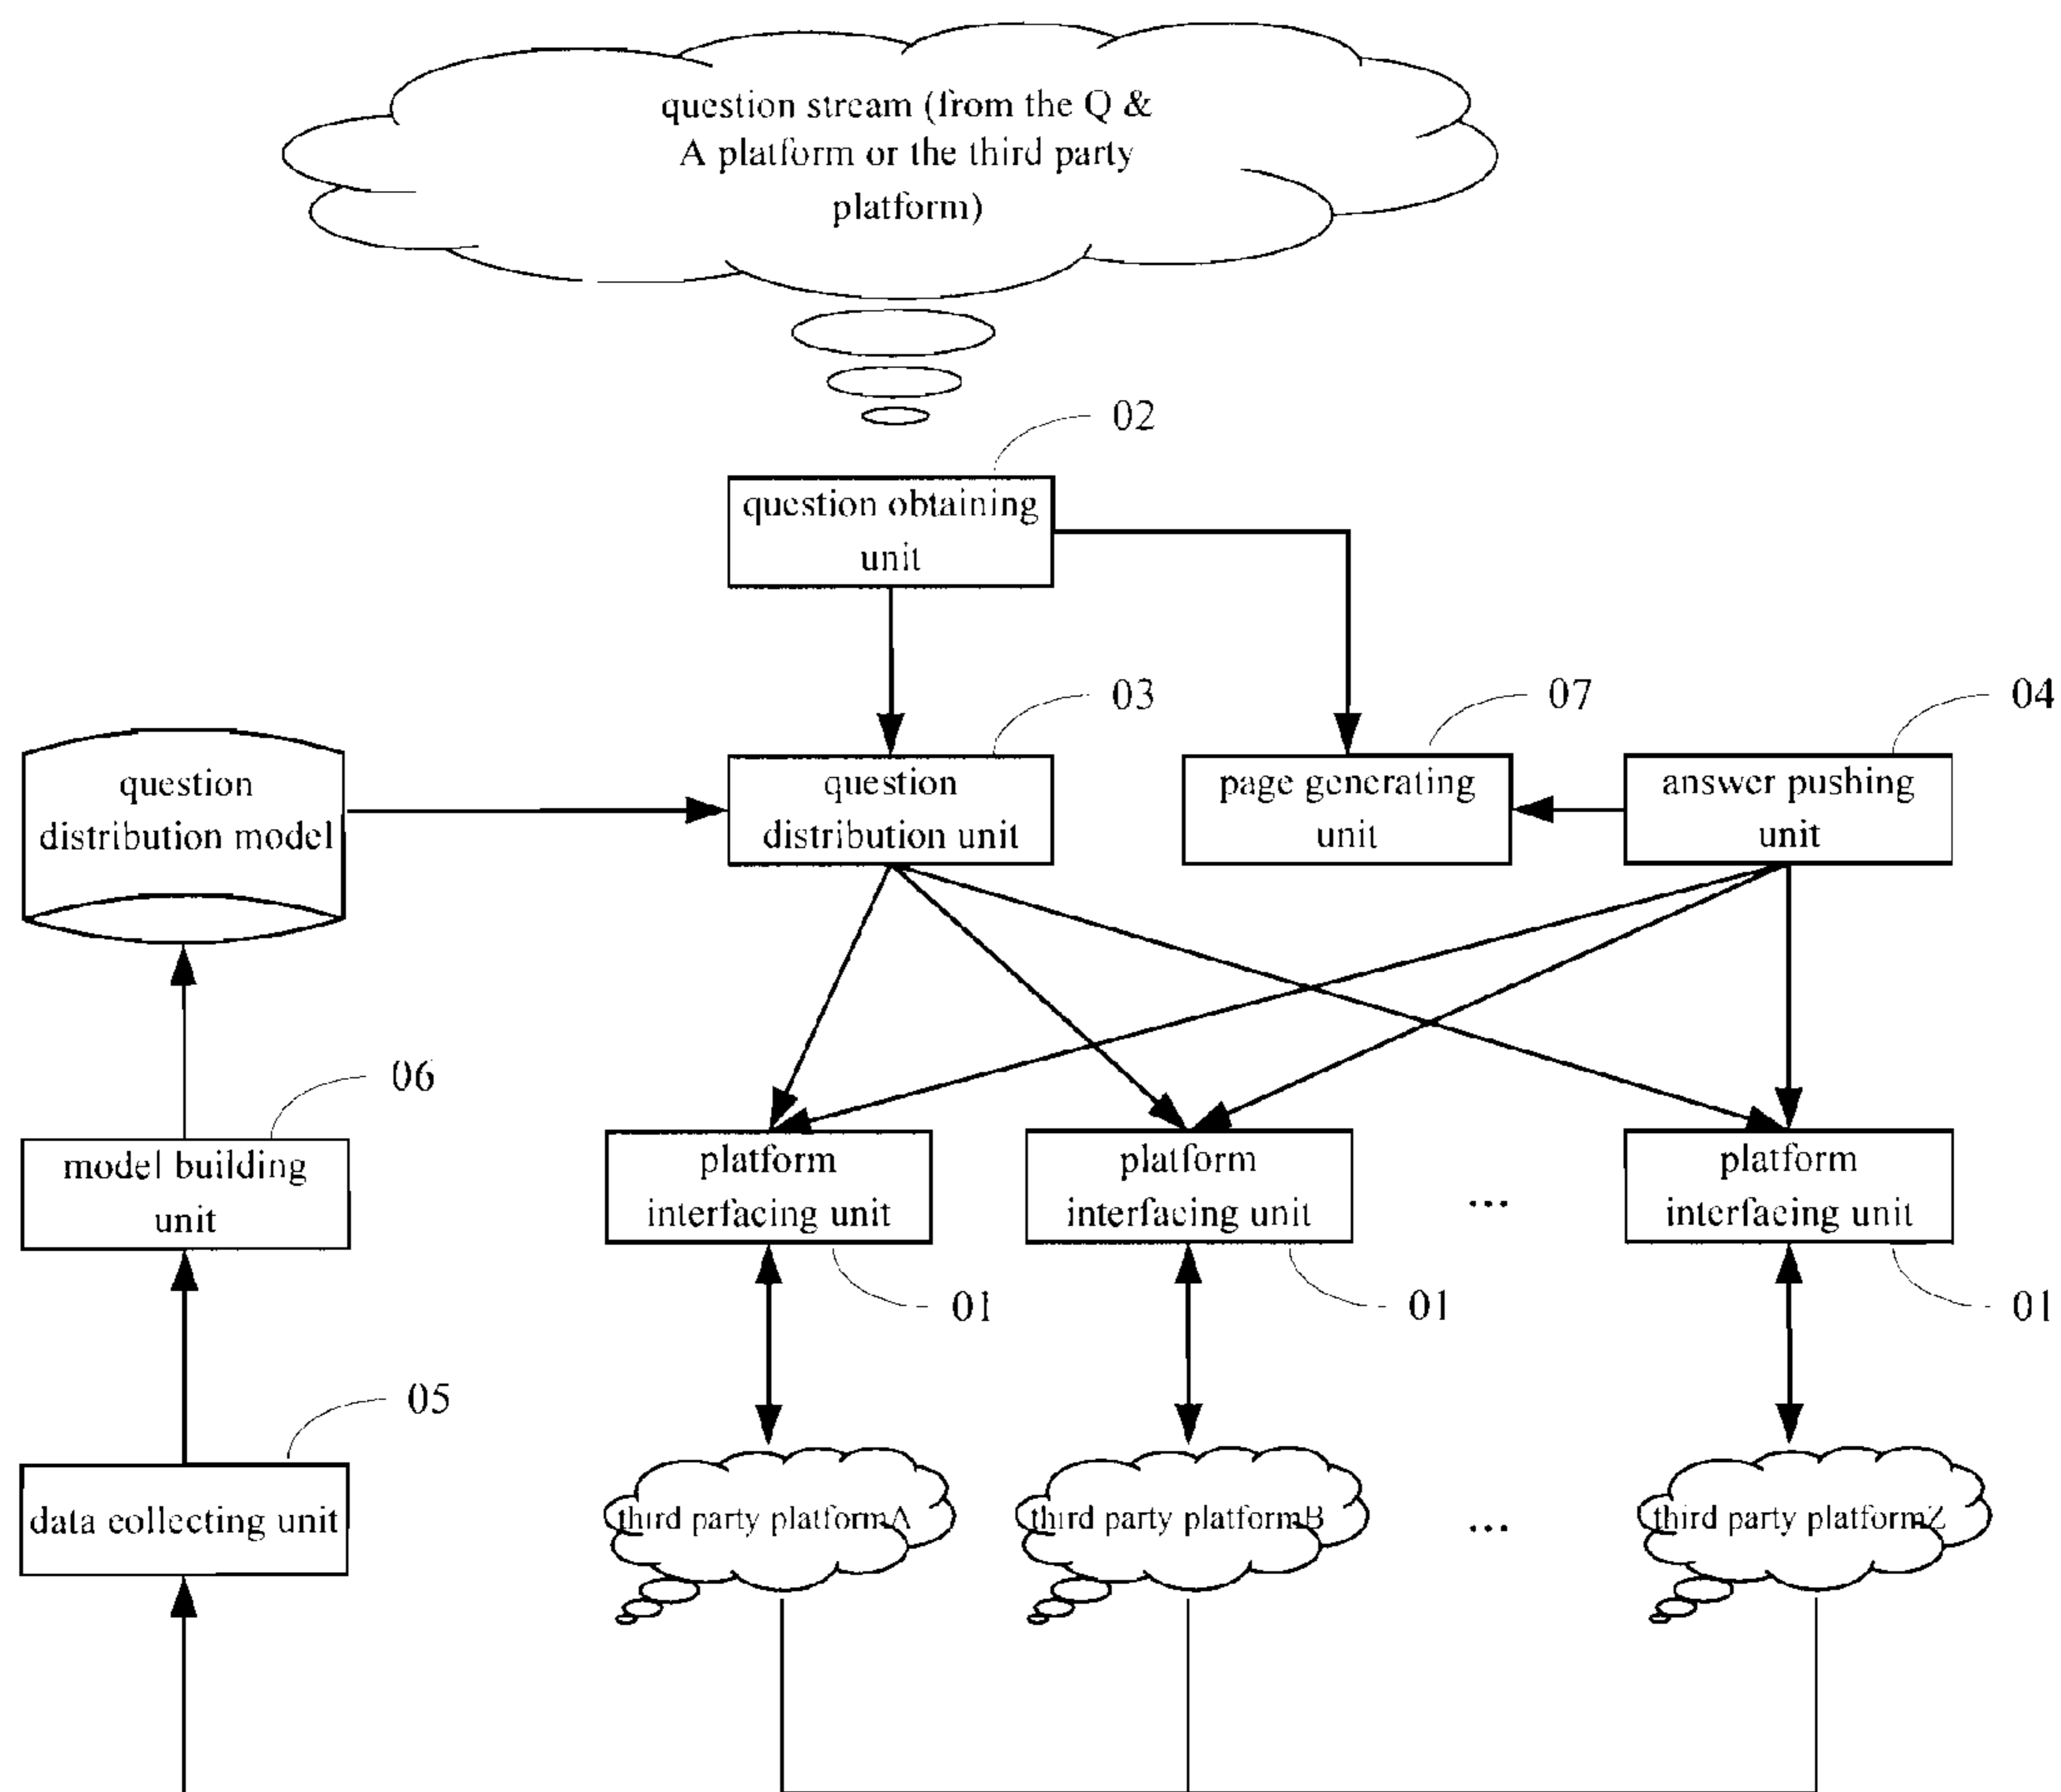 question stream (from the Q &
A platform or the third party
platform)
02
question obtaining
unit
03
07
04
question
distribution model
question
distribution unit
page generating
unit
answer pushing
unit
06
model building
unit
platform
interfacing unit
platform
interfacing unit
...
platform
interfacing unit
01
01
01
05
data collecting unit
third party platformA
third party platformB
...
third party platformZ